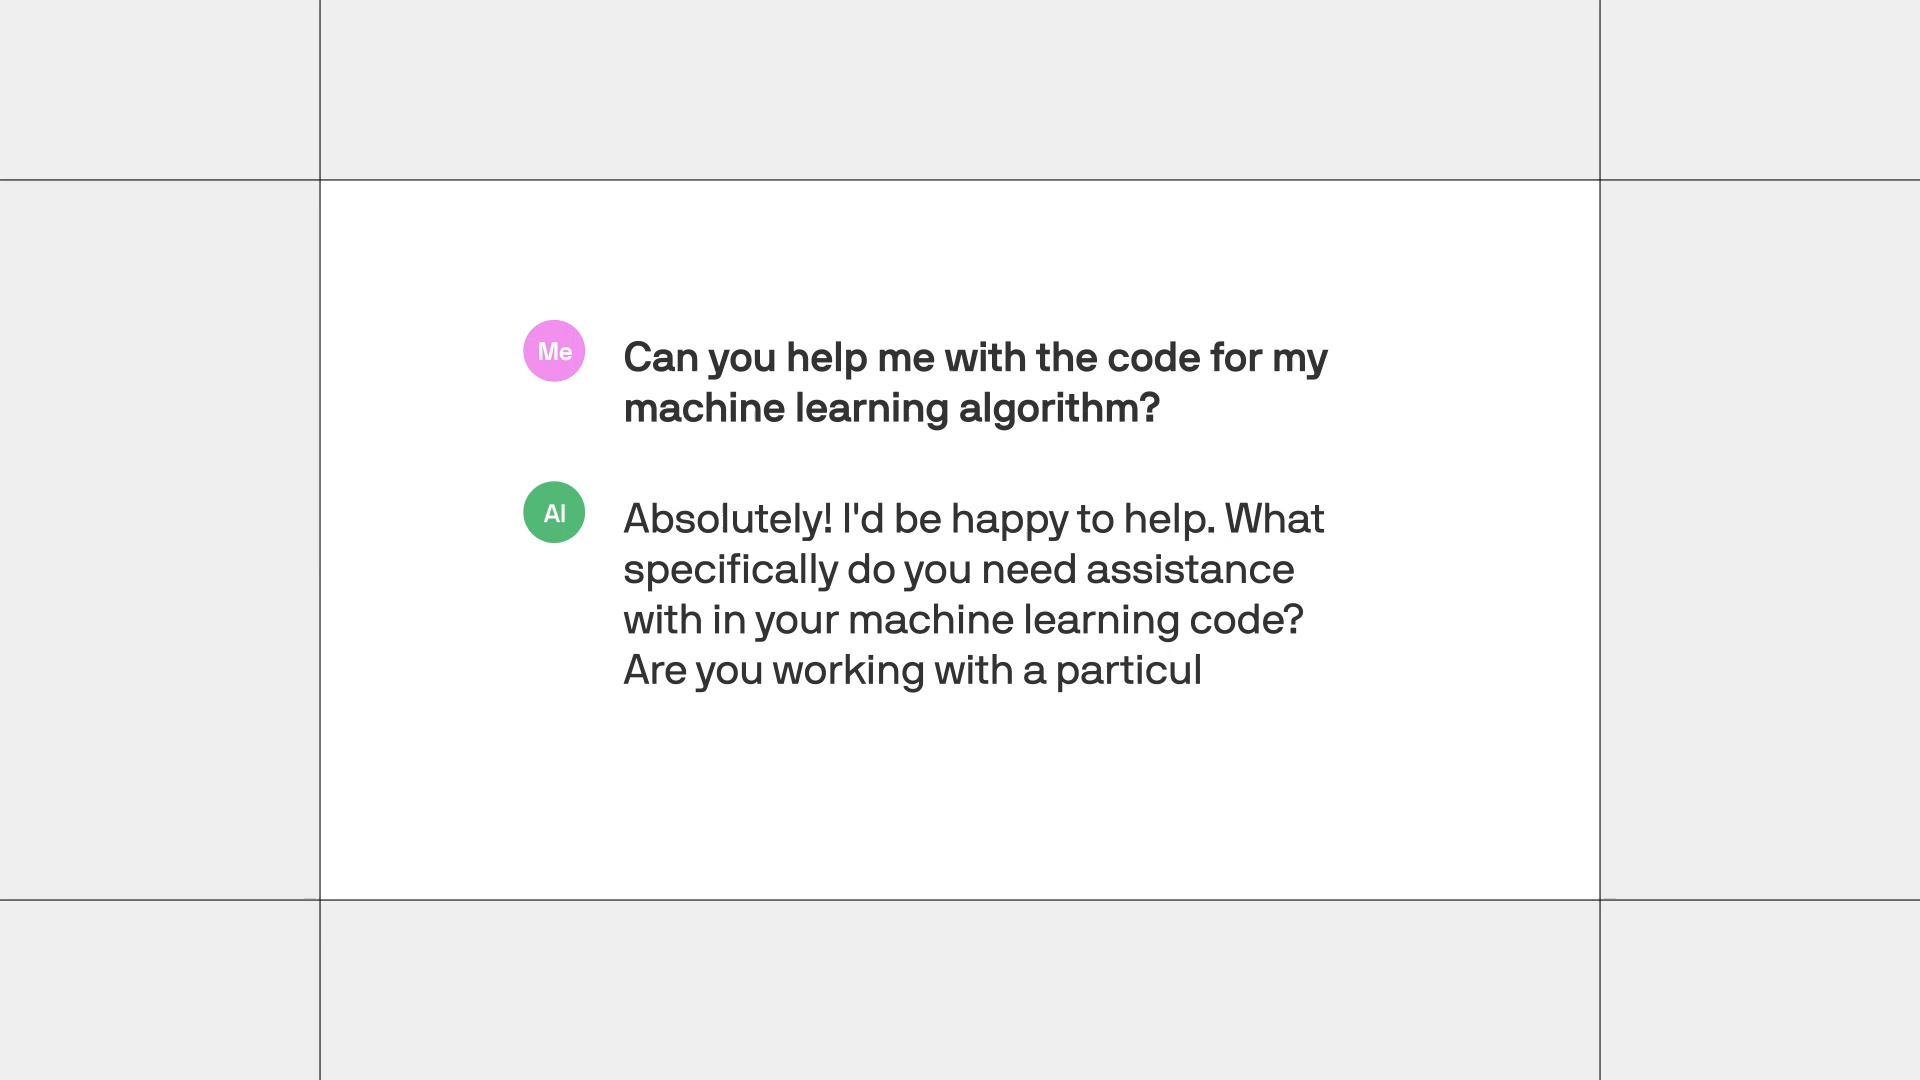 Me
Can you help me with the code for my
machine learning algorithm?
AI
Absolutely! I'd be happy to help. What
specifically do you need assistance
with in your machine learning code?
Are you working with a particul